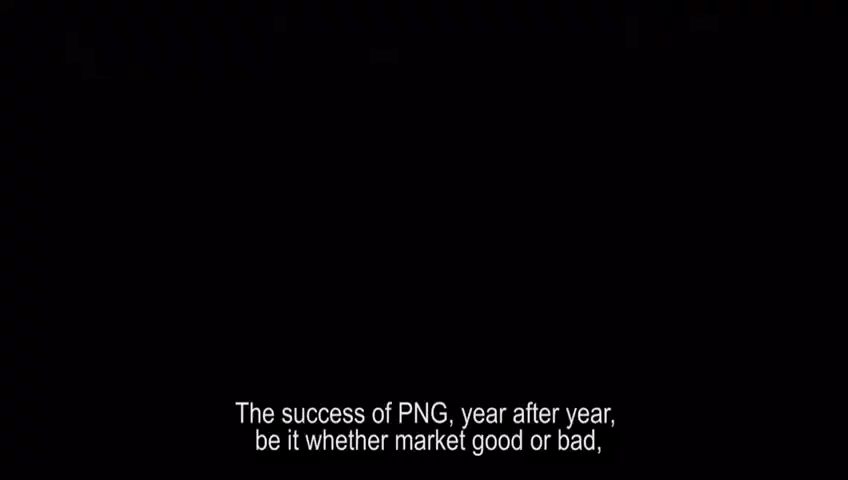 The success of PNG, year after year,
be it whether market good or bad,